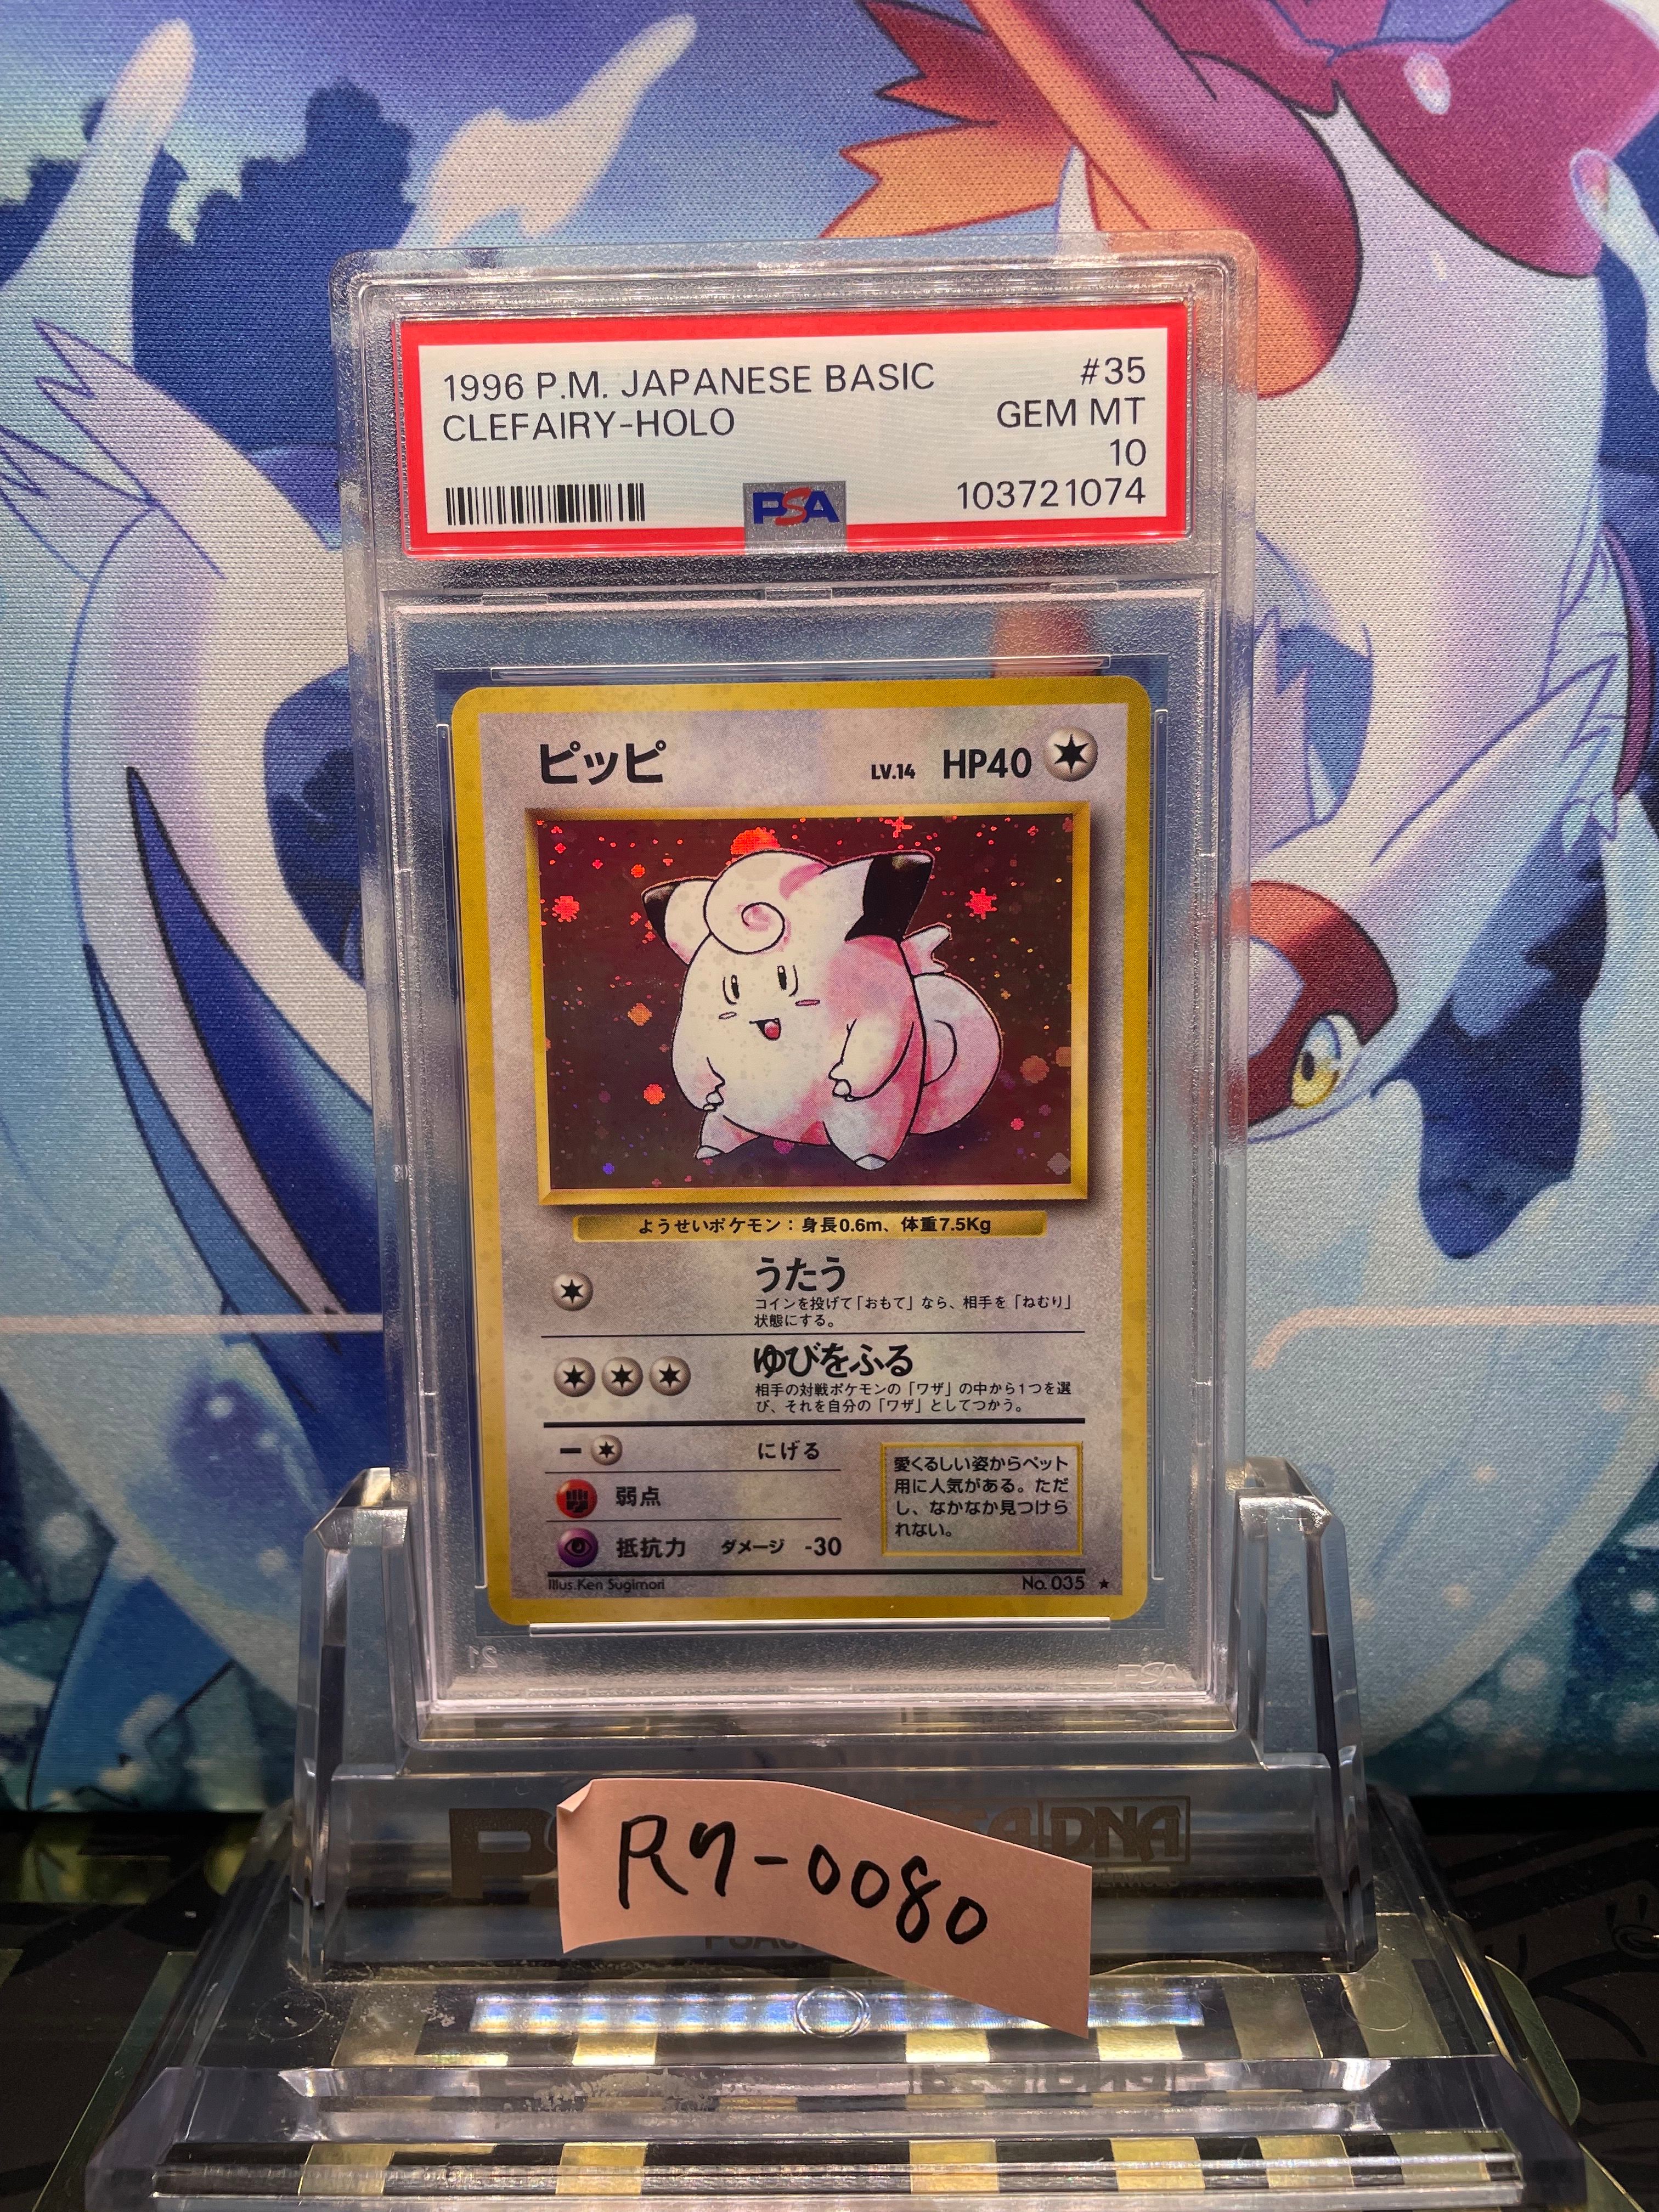 1996 P.M. JAPANESE BASIC #35
CLEFAIRY-HOLO GEM MT
10
PSA 103721074
ピッピ LV.14 HP40
ようせいポケモン：身長0.6m、体重7.5Kg
うたう
コインを投げて「おもて」なら、相手を「ねむり」
状態にする。
ゆびをふる
相手の対戦ポケモンの「ワザ」の中から1つを選
び、それを自分の「ワザ」としてつかう。
ー にげる
弱点
抵抗力 ダメージ -30
愛くるしい姿からペット
用に人気がある。ただ
し、なかなか見つけら
れない。
Illus.Ken Sugimori No.035 ★
PSA
DNA
R7-0080